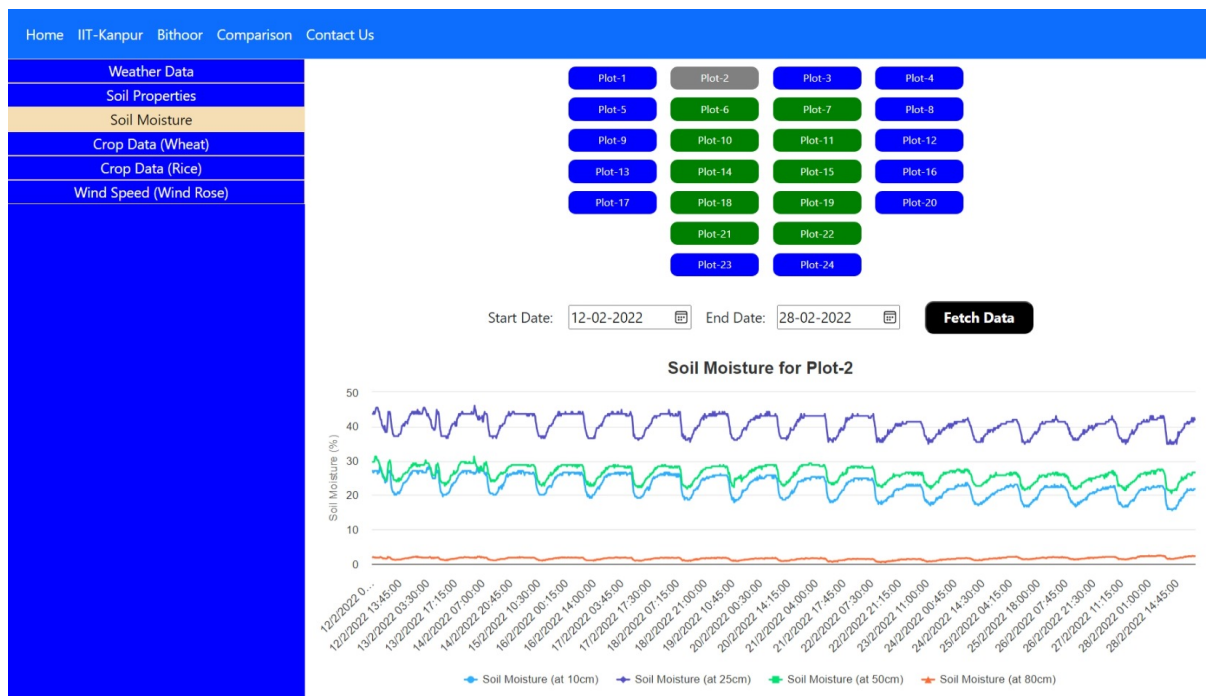 Home IIT-Kanpur Bithoor Comparison Contact Us
Weather Data
Soil Properties
Soil Moisture
Crop Data (Wheat)
Crop Data (Rice)
Wind Speed (Wind Rose)
Plot-1 Plot-2 Plot-3 Plot-4
Plot-5 Plot-6 Plot-7 Plot-8
Plot-9 Plot-10 Plot-11 Plot-12
Plot-13 Plot-14 Plot-15 Plot-16
Plot-17 Plot-18 Plot-19 Plot-20
Plot-21 Plot-22
Plot-23 Plot-24
Start Date: 12-02-2022 End Date: 28-02-2022 Fetch Data
Soil Moisture for Plot-2
Soil Moisture (%)
50
40
30
20
10
0
12/2/2022 0...
12/2/2022 13:45:00
13/2/2022 03:30:00
13/2/2022 17:15:00
14/2/2022 07:00:00
14/2/2022 20:45:00
15/2/2022 10:30:00
16/2/2022 00:15:00
16/2/2022 14:00:00
17/2/2022 03:45:00
17/2/2022 17:30:00
18/2/2022 07:15:00
18/2/2022 21:00:00
19/2/2022 10:45:00
20/2/2022 00:30:00
20/2/2022 14:15:00
21/2/2022 04:00:00
21/2/2022 17:45:00
22/2/2022 07:30:00
22/2/2022 21:15:00
23/2/2022 11:00:00
24/2/2022 00:45:00
24/2/2022 14:30:00
25/2/2022 04:15:00
25/2/2022 18:00:00
26/2/2022 07:45:00
26/2/2022 21:30:00
27/2/2022 11:15:00
28/2/2022 01:00:00
28/2/2022 14:45:00
Soil Moisture (at 10cm) Soil Moisture (at 25cm) Soil Moisture (at 50cm) Soil Moisture (at 80cm)